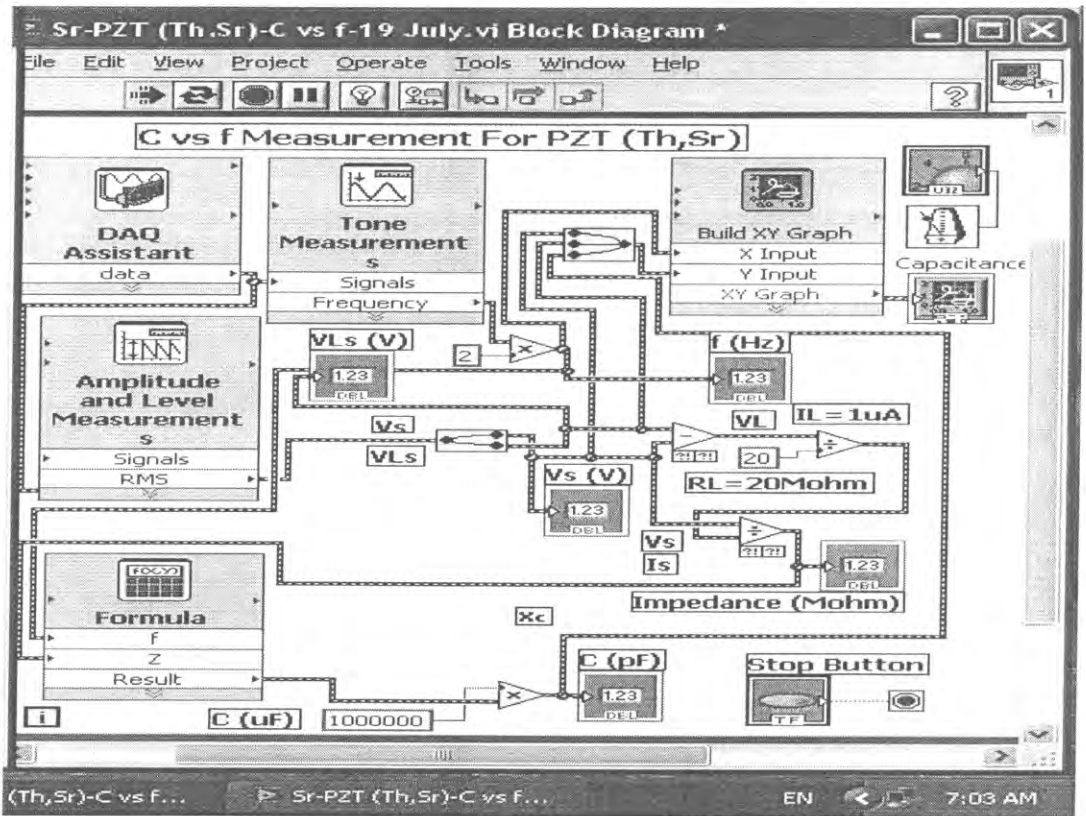 Sr-PZT (Th.Sr)-C vs f-19 July.vi Block Diagram *
File Edit View Project Operate Tools Window Help
1
C vs f Measurement For PZT (Th,Sr)
DAQ
Assistant
data
Tone
Measurement
s
Signals
Frequency
Build XY Graph
X Input
Y Input
XY Graph
U32
Capacitance
Amplitude
and Level
Measurement
s
Signals
RMS
VLs (V)
1.23
DBL
2
×
f (Hz)
1.23
DBL
Vs
VLs
VL
IL=1uA
-
20
÷
RL=20Mohm
Vs (V)
1.23
DBL
Vs
Is
÷
1.23
DBL
Impedance (Mohm)
Formula
f
Z
Result
Xc
C (pF)
1.23
DBL
×
C (uF)
1000000
Stop Button
TF
i
(Th,Sr)-C vs f...
Sr-PZT (Th,Sr)-C vs f...
EN
7:03 AM